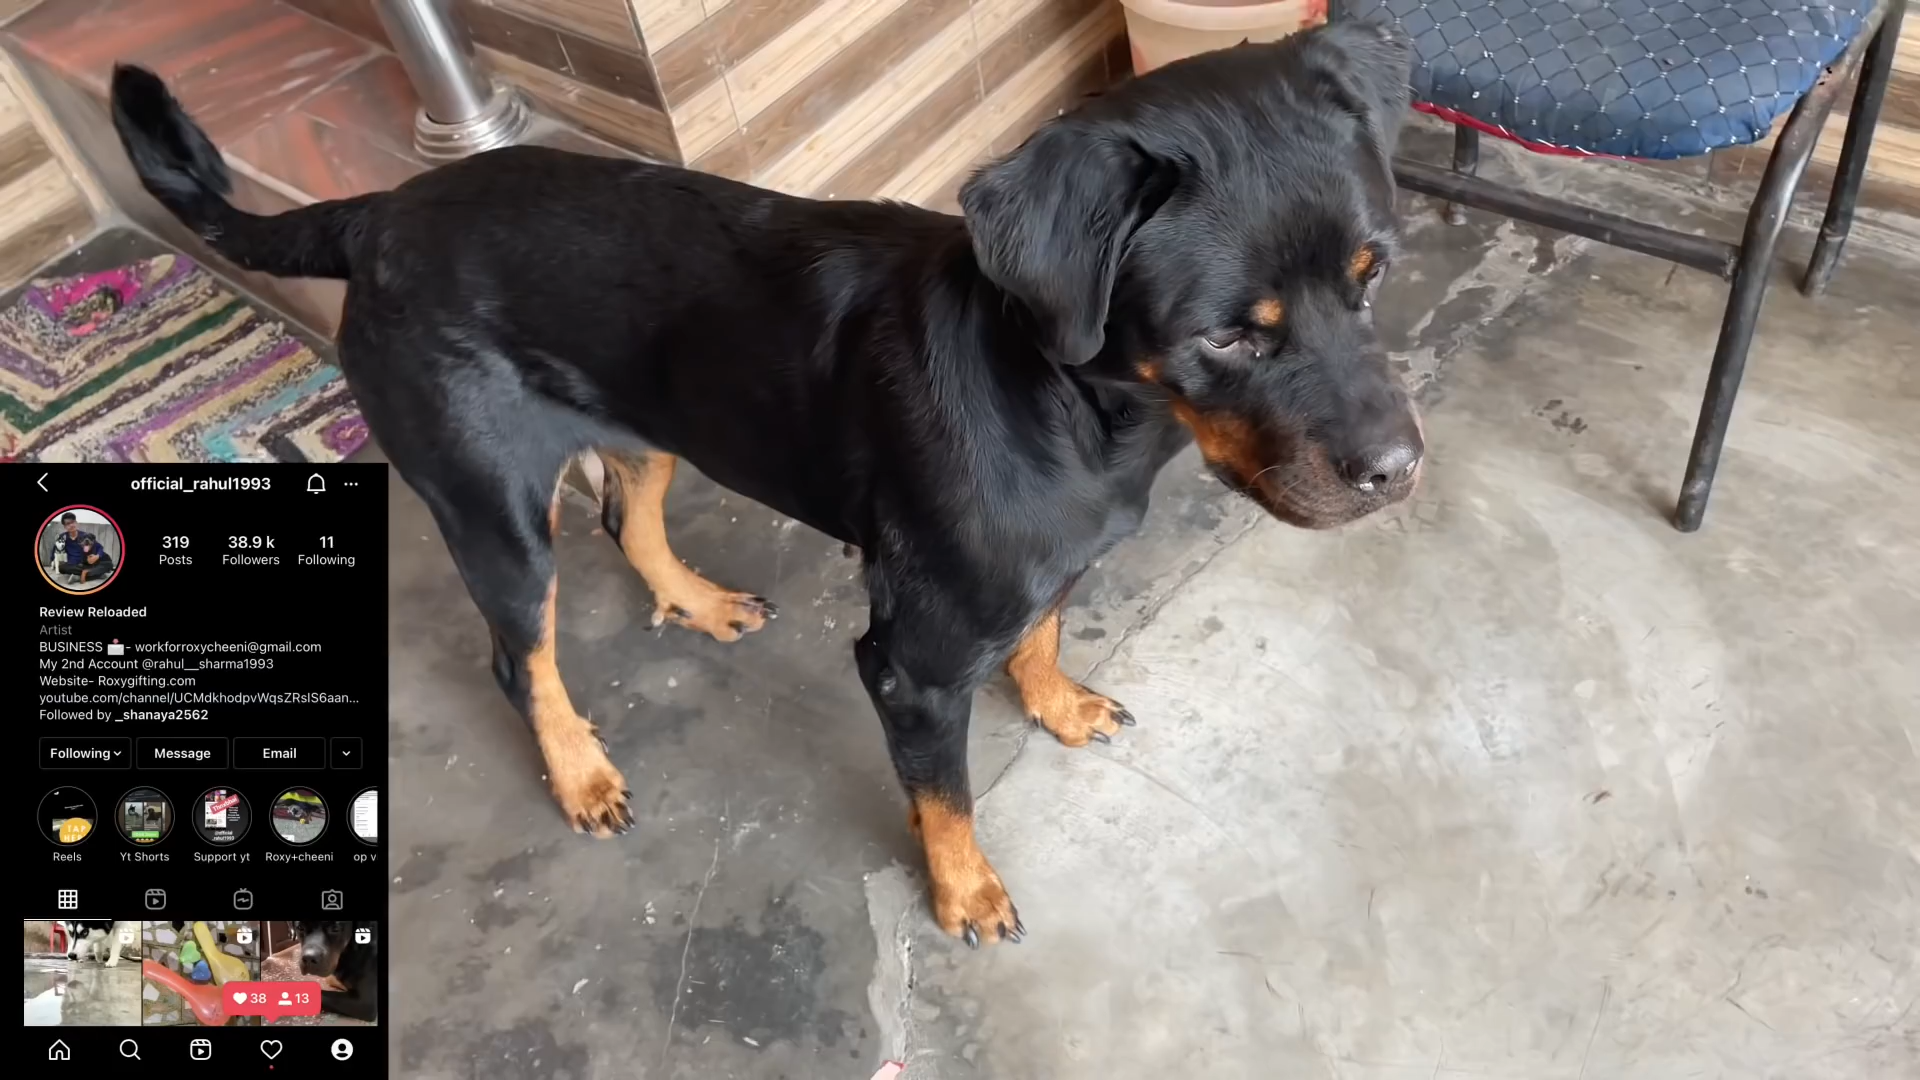 official_rahul1993
319
38.9 k
11
Posts
Followers
Following
Review Reloaded
Artist
BUSINESS 📩- workforroxycheeni@gmail.com
My 2nd Account @rahul__sharma1993
Website- Roxygifting.com
youtube.com/channel/UCMdkhodpvWqsZRsIS6aan...
Followed by _shanaya2562
Following
Message
Email
Reels
Yt Shorts
Support yt
Roxy+cheeni
op v
38
13